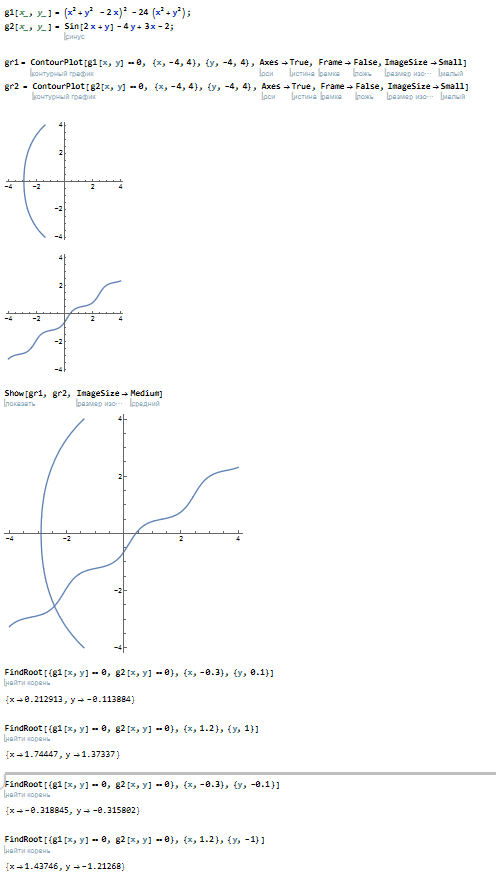 g1[x_, y_] = (x² + y² - 2 x)² - 24 (x² + y²);
g2[x_, y_] = Sin[2 x + y] - 4 y + 3 x - 2;
синус
gr1 = ContourPlot[g1[x, y] == 0, {x, -4, 4}, {y, -4, 4}, Axes → True, Frame → False, ImageSize → Small]
контурный график оси истина рамка ложь размер изо⋯ малый
gr2 = ContourPlot[g2[x, y] == 0, {x, -4, 4}, {y, -4, 4}, Axes → True, Frame → False, ImageSize → Small]
контурный график оси истина рамка ложь размер изо⋯ малый
4
2
-4 -2 2 4
-2
-4
4
2
-4 -2 2 4
-2
-4
Show[gr1, gr2, ImageSize → Medium]
показать размер изо⋯ средний
4
2
-4 -2 2 4
-2
-4
FindRoot[{g1[x, y] == 0, g2[x, y] == 0}, {x, -0.3}, {y, 0.1}]
найти корень
{x → 0.212913, y → -0.113884}
FindRoot[{g1[x, y] == 0, g2[x, y] == 0}, {x, 1.2}, {y, 1}]
найти корень
{x → 1.74447, y → 1.37337}
FindRoot[{g1[x, y] == 0, g2[x, y] == 0}, {x, -0.3}, {y, -0.1}]
найти корень
{x → -0.318845, y → -0.315802}
FindRoot[{g1[x, y] == 0, g2[x, y] == 0}, {x, 1.2}, {y, -1}]
найти корень
{x → 1.43746, y → -1.21268}